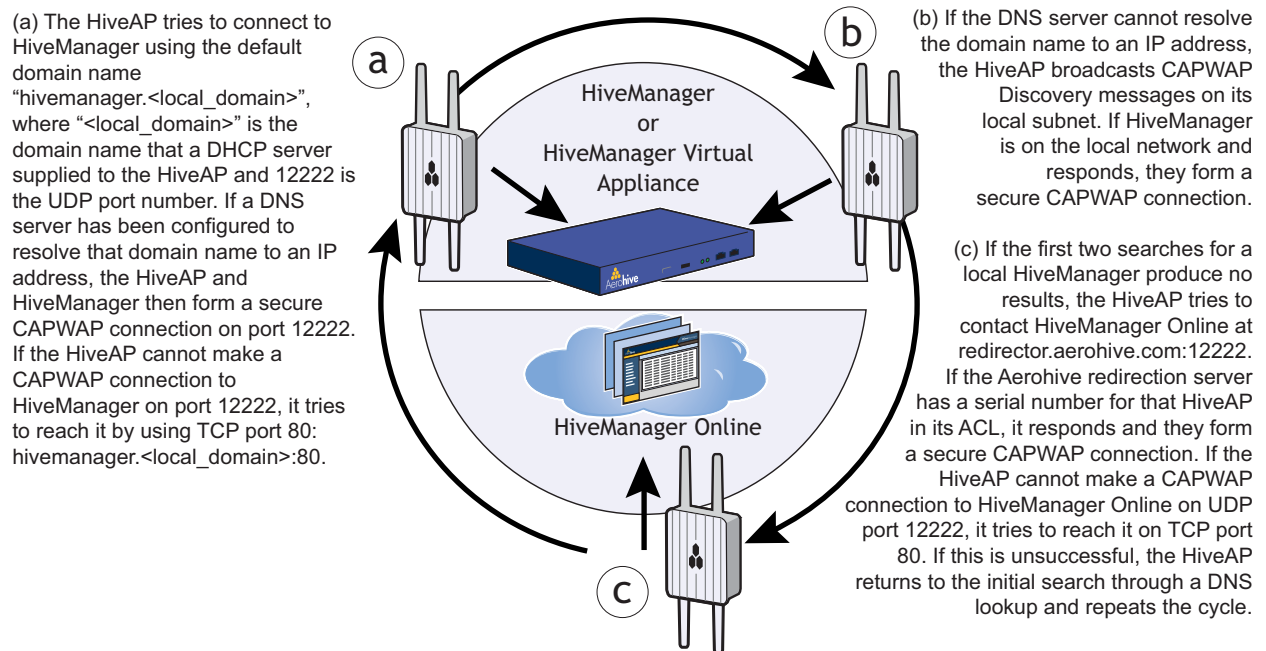 (a) The HiveAP tries to connect to
HiveManager using the default
domain name
“hivemanager.<local_domain>”,
where “<local_domain>” is the
domain name that a DHCP server
supplied to the HiveAP and 12222 is
the UDP port number. If a DNS
server has been configured to
resolve that domain name to an IP
address, the HiveAP and
HiveManager then form a secure
CAPWAP connection on port 12222.
If the HiveAP cannot make a
CAPWAP connection to
HiveManager on port 12222, it tries
to reach it by using TCP port 80:
hivemanager.<local_domain>:80.
a
HiveManager
or
HiveManager Virtual
Appliance
Aerohive
HiveManager Online
b
(b) If the DNS server cannot resolve
the domain name to an IP address,
the HiveAP broadcasts CAPWAP
Discovery messages on its
local subnet. If HiveManager
is on the local network and
responds, they form a
secure CAPWAP connection.
(c) If the first two searches for a
local HiveManager produce no
results, the HiveAP tries to
contact HiveManager Online at
redirector.aerohive.com:12222.
If the Aerohive redirection server
has a serial number for that HiveAP
in its ACL, it responds and they form
a secure CAPWAP connection. If the
HiveAP cannot make a CAPWAP
connection to HiveManager Online on UDP
port 12222, it tries to reach it on TCP port
80. If this is unsuccessful, the HiveAP
returns to the initial search through a DNS
lookup and repeats the cycle.
c